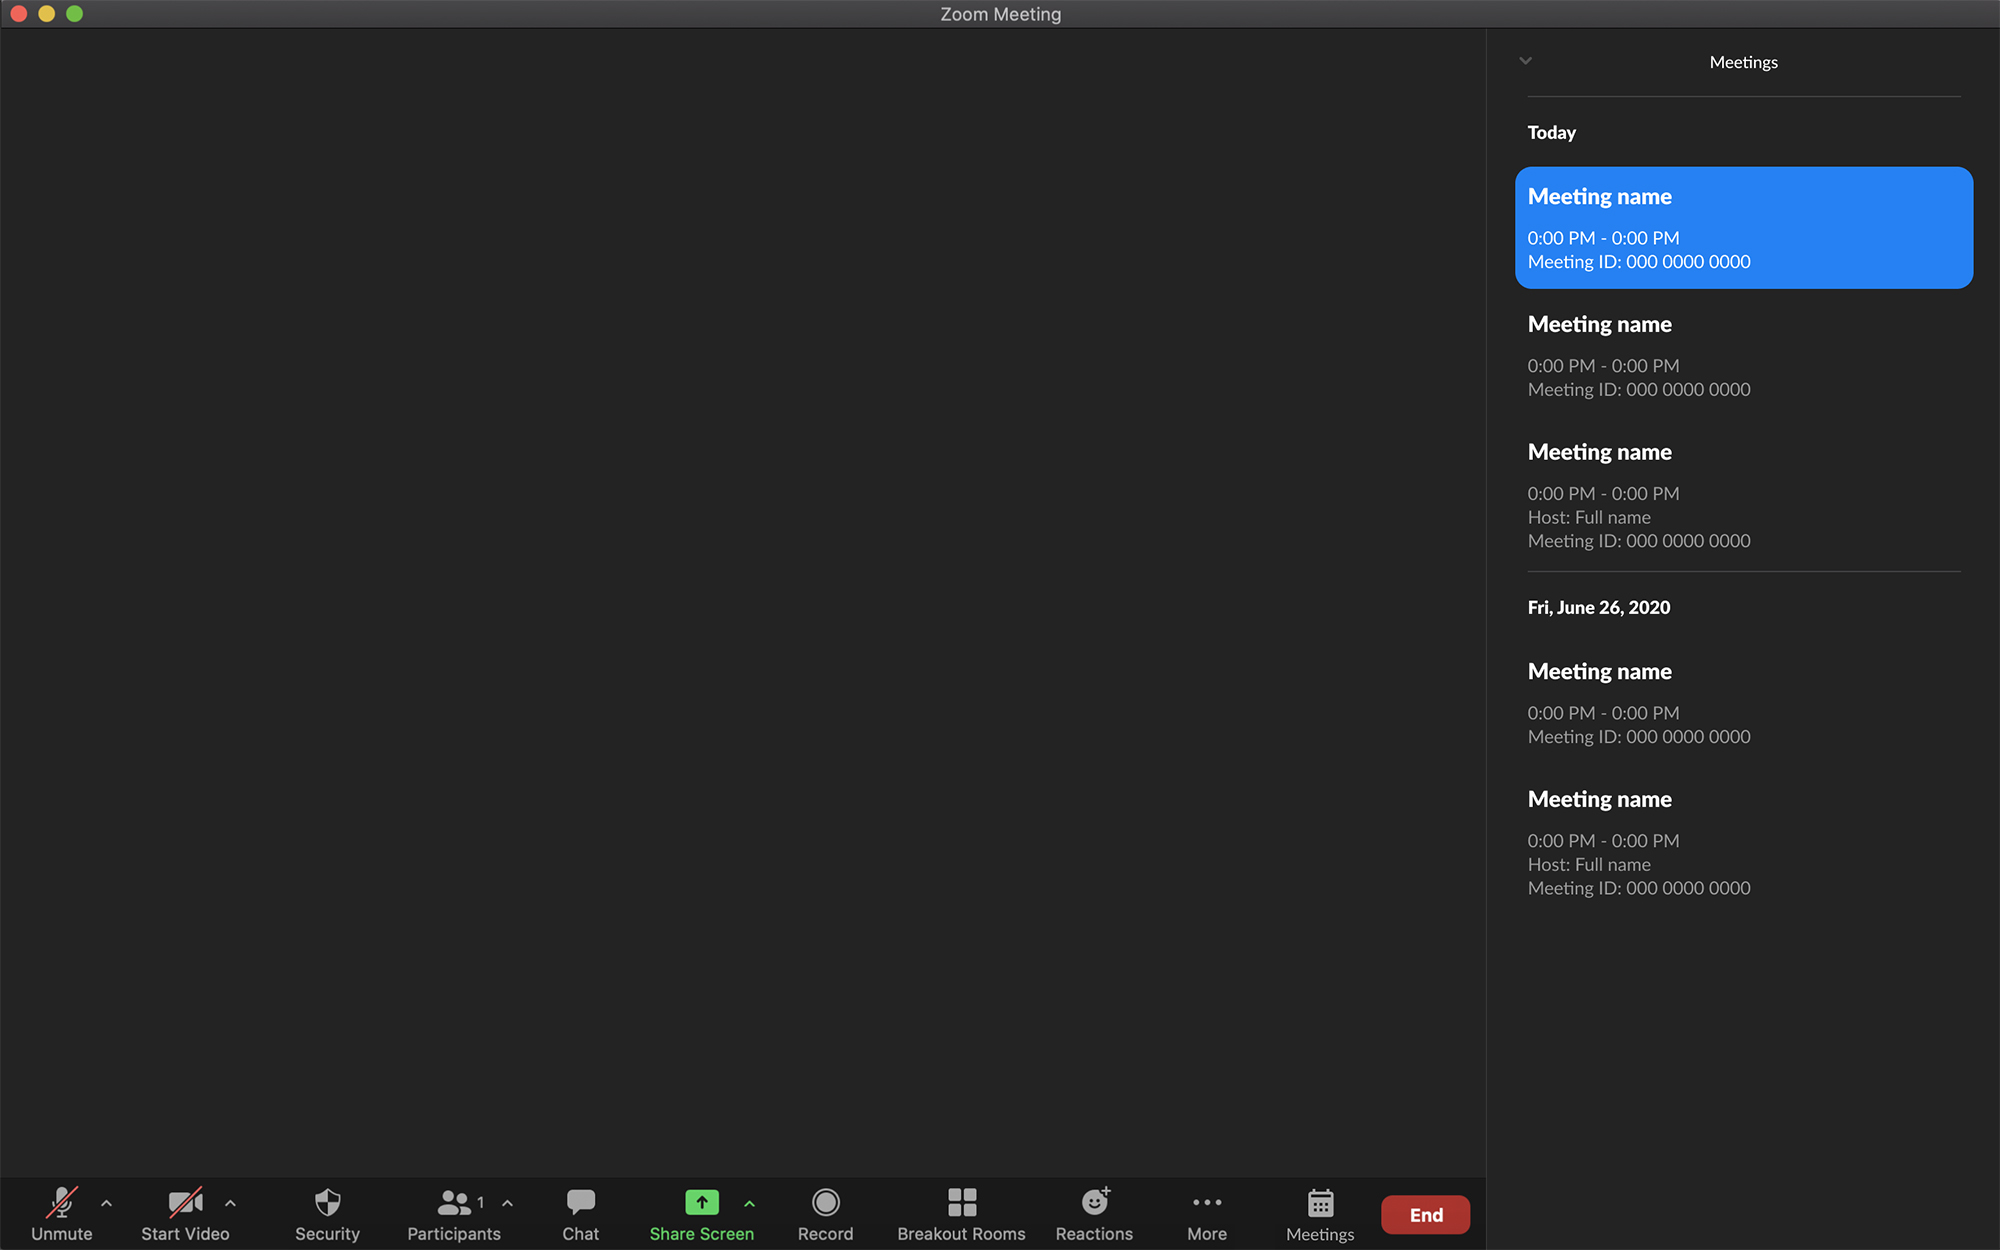 Zoom Meeting
Meetings
Today
Meeting name
0:00 PM - 0:00 PM
Meeting ID: 000 0000 0000
Meeting name
0:00 PM - 0:00 PM
Meeting ID: 000 0000 0000
Meeting name
0:00 PM - 0:00 PM
Host: Full name
Meeting ID: 000 0000 0000
Fri, June 26, 2020
Meeting name
0:00 PM - 0:00 PM
Meeting ID: 000 0000 0000
Meeting name
0:00 PM - 0:00 PM
Host: Full name
Meeting ID: 000 0000 0000
1
Unmute
Start Video
Security
Participants
Chat
Share Screen
Record
Breakout Rooms
Reactions
More
Meetings
End